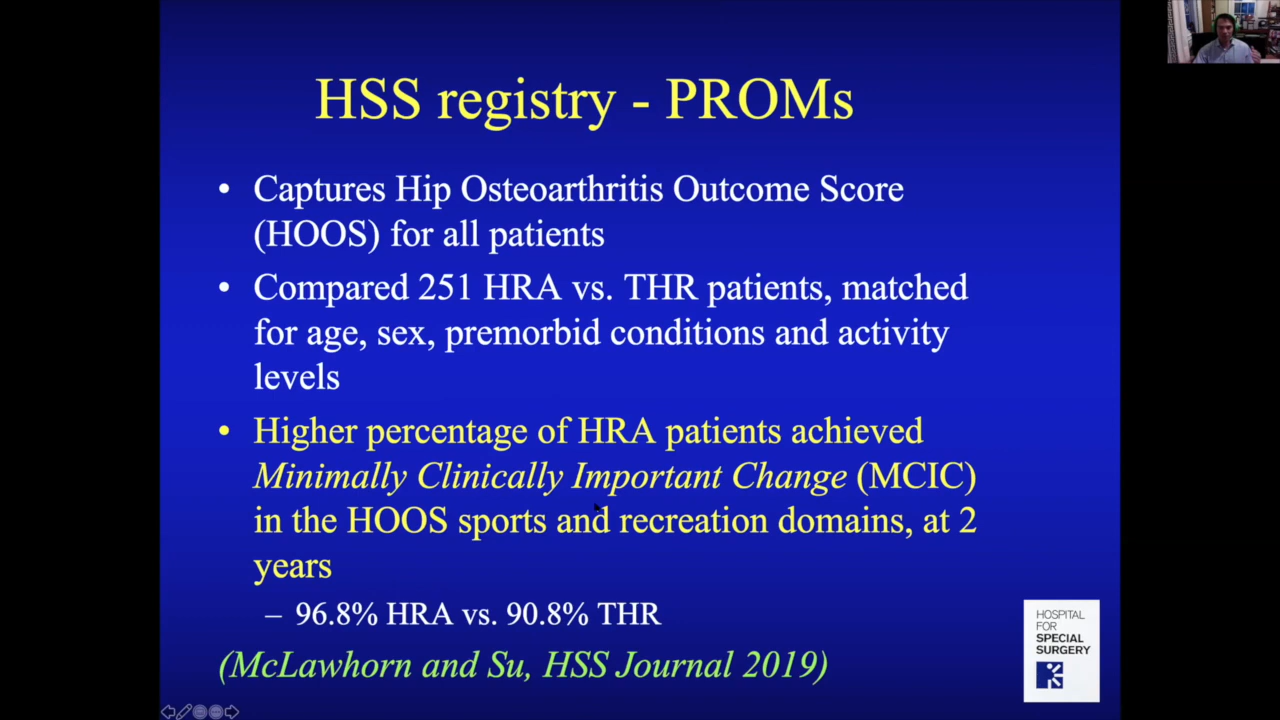 HSS registry - PROMs
• Captures Hip Osteoarthritis Outcome Score
(HOOS) for all patients
• Compared 251 HRA vs. THR patients, matched
for age, sex, premorbid conditions and activity
levels
• Higher percentage of HRA patients achieved
Minimally Clinically Important Change (MCIC)
in the HOOS sports and recreation domains, at 2
years
– 96.8% HRA vs. 90.8% THR
(McLawhorn and Su, HSS Journal 2019)
HOSPITAL
FOR
SPECIAL
SURGERY